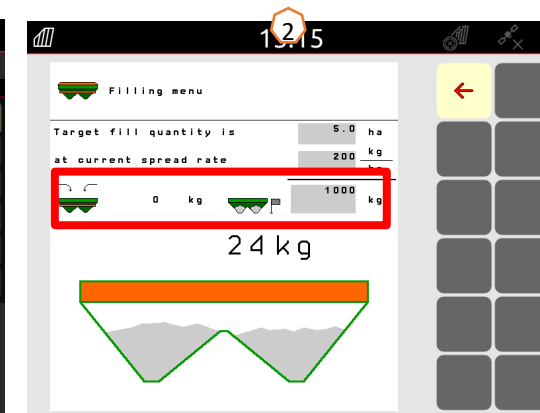 2
13:15
Filling menu
Target fill quantity is 5.0 ha
at current spread rate 200 kg
ha
0 kg 1000 kg
24kg